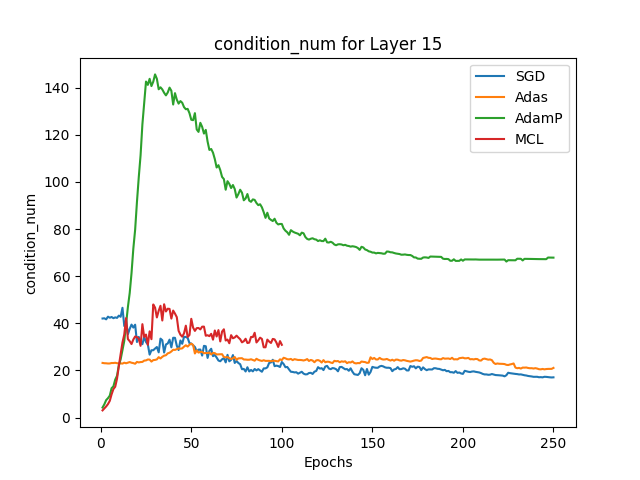 condition_num for Layer 15
SGD
Adas
AdamP
MCL
condition_num
140
120
100
80
60
40
20
0
0 50 100 150 200 250
Epochs